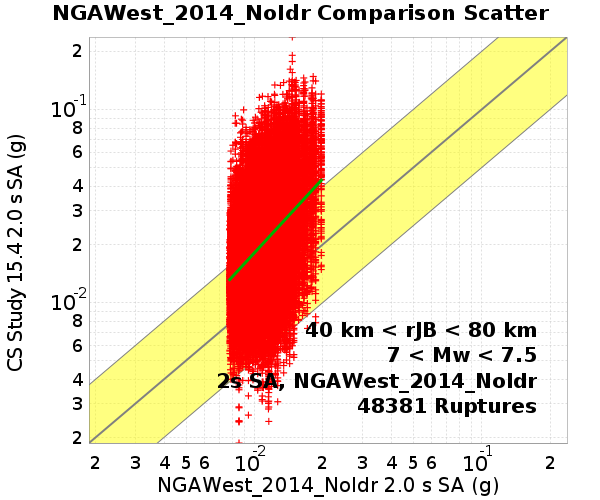 NGAWest_2014_NoIdr Comparison Scatter
CS Study 15.4 2.0 s SA (g)
2
10-1
8
6
4
3
2
10-2
8
6
4
3
2
40 km < rJB < 80 km
7 < Mw < 7.5
2s SA, NGAWest_2014_NoIdr
48381 Ruptures
2 3 4 5 6 10-2 2 3 4 5 6 10-1 2
NGAWest_2014_NoIdr 2.0 s SA (g)